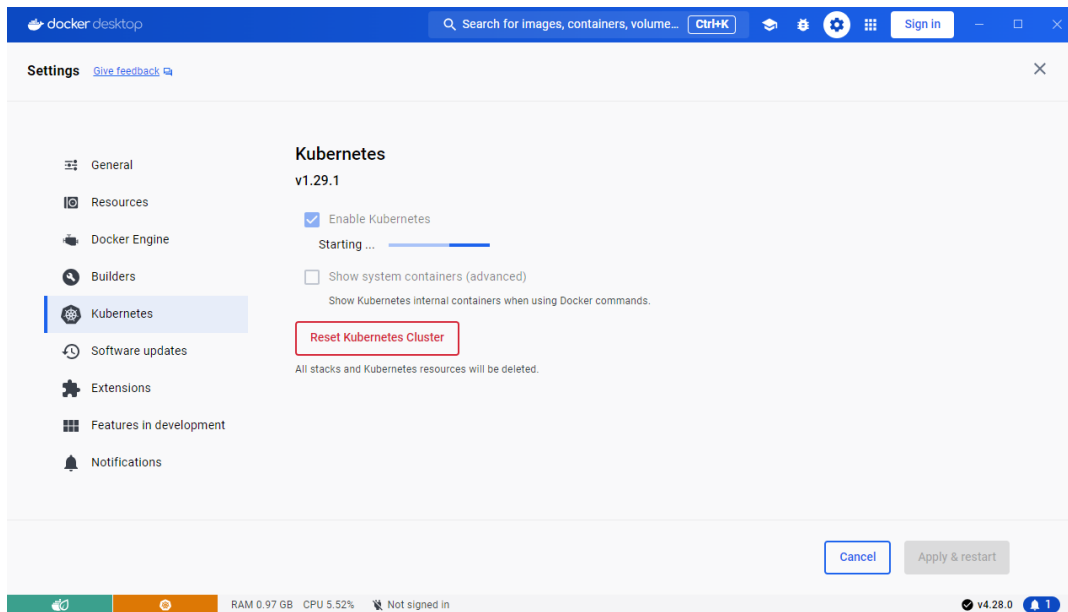 docker desktop
Search for images, containers, volume... Ctrl+K
Sign in
Settings Give feedback
General
Resources
Docker Engine
Builders
Kubernetes
Software updates
Extensions
Features in development
Notifications
Kubernetes
v1.29.1
Enable Kubernetes
Starting ...
Show system containers (advanced)
Show Kubernetes internal containers when using Docker commands.
Reset Kubernetes Cluster
All stacks and Kubernetes resources will be deleted.
Cancel Apply & restart
RAM 0.97 GB CPU 5.52% Not signed in v4.28.0 1